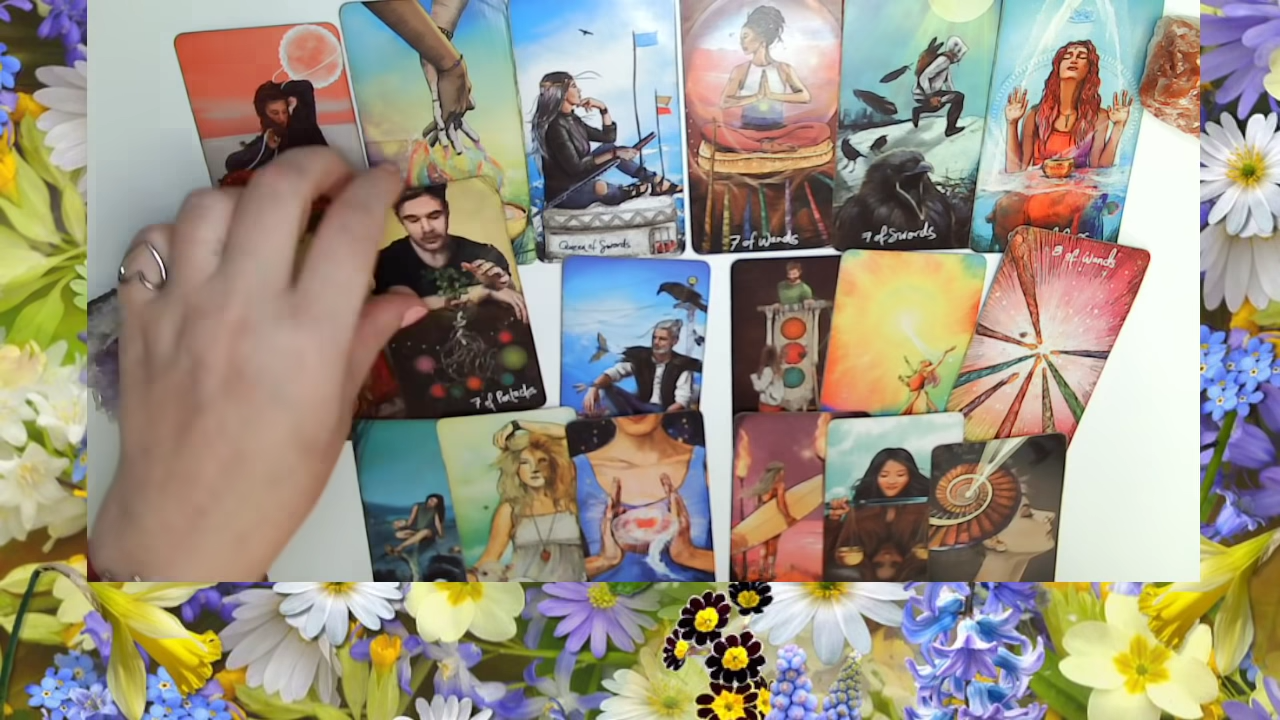 Queen of Swords
7 of Wands
7 of Swords
8 of Wands
7 of Pentacles